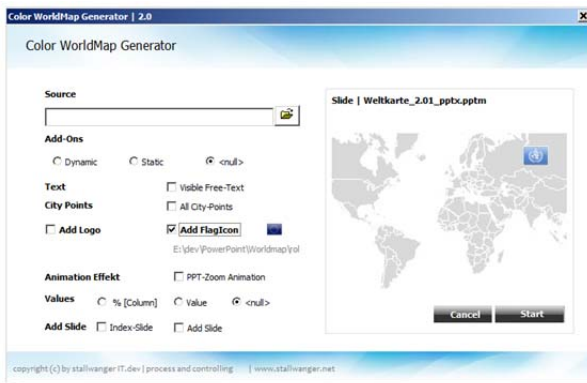 Color WorldMap Generator | 2.0
Color WorldMap Generator
Source
Slide | Weltkarte_2.01_pptx.pptm
Add-Ons
Dynamic Static <null>
Text Visible Free-Text
City Points All City-Points
Add Logo Add FlagIcon
E:\dev\PowerPoint\Worldmap\rol
Animation Effekt PPT-Zoom Animation
Values % [Column] Value <null>
Cancel Start
Add Slide Index-Slide Add Slide
copyright (c) by stallwanger IT.dev | process and controlling | www.stallwanger.net